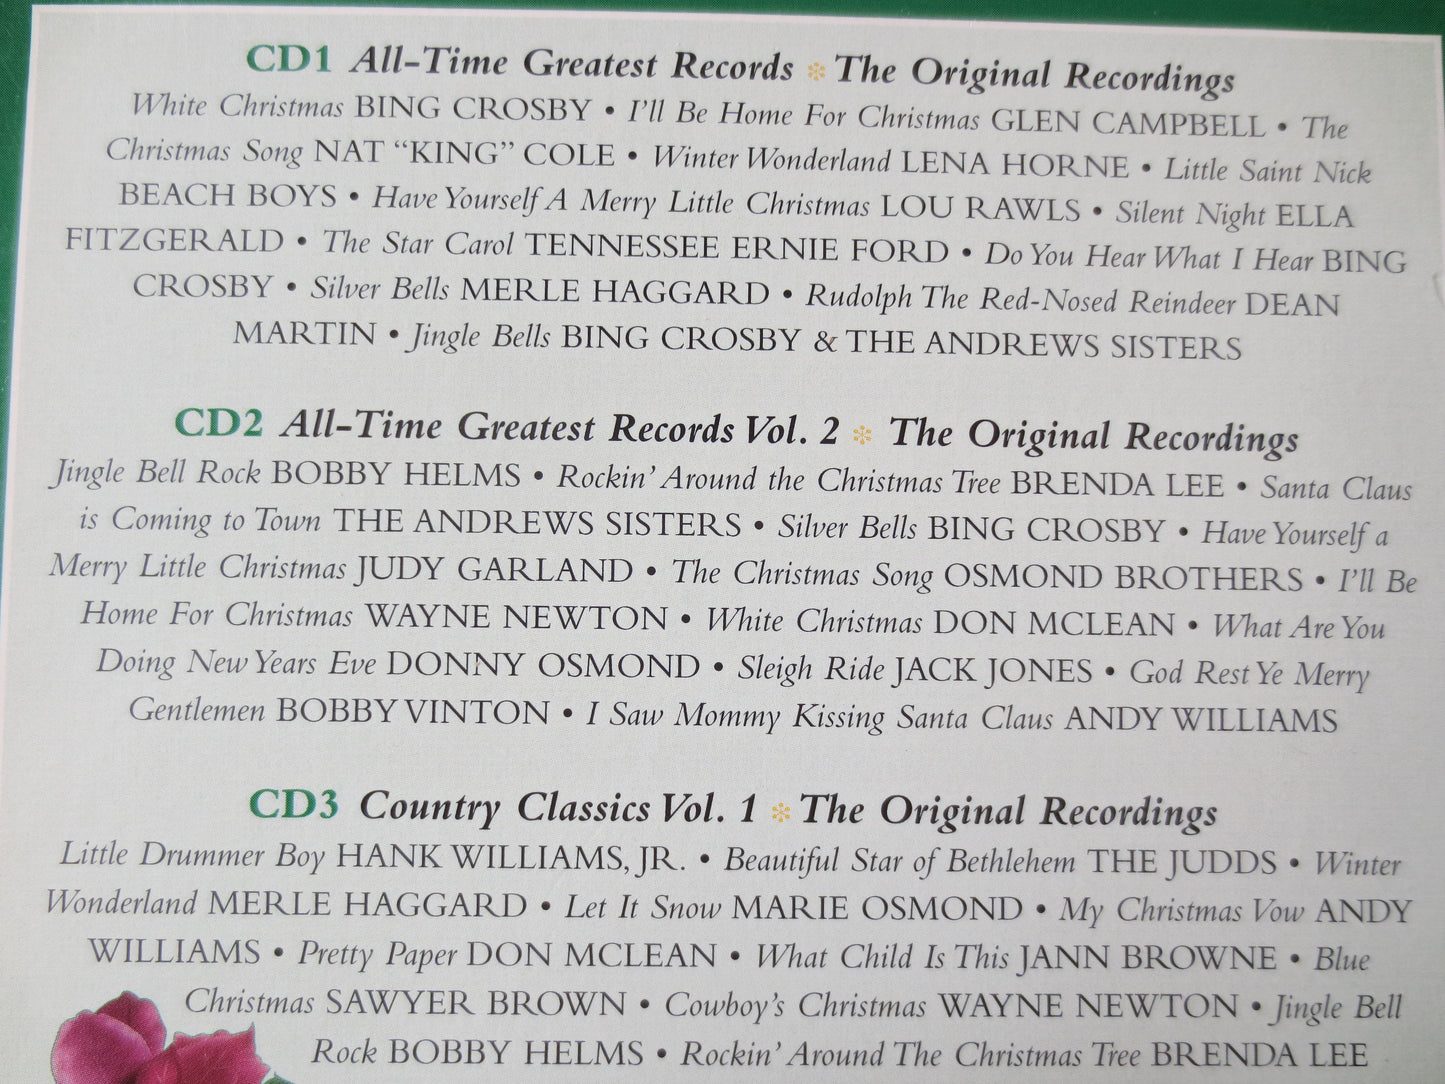 CD1 All-Time Greatest Records ❄ The Original Recordings
White Christmas BING CROSBY • I'll Be Home For Christmas GLEN CAMPBELL • The
Christmas Song NAT “KING” COLE • Winter Wonderland LENA HORNE • Little Saint Nick
BEACH BOYS • Have Yourself A Merry Little Christmas LOU RAWLS • Silent Night ELLA
FITZGERALD • The Star Carol TENNESSEE ERNIE FORD • Do You Hear What I Hear BING
CROSBY • Silver Bells MERLE HAGGARD • Rudolph The Red-Nosed Reindeer DEAN
MARTIN • Jingle Bells BING CROSBY & THE ANDREWS SISTERS
CD2 All-Time Greatest Records Vol. 2 ❄ The Original Recordings
Jingle Bell Rock BOBBY HELMS • Rockin' Around the Christmas Tree BRENDA LEE • Santa Claus
is Coming to Town THE ANDREWS SISTERS • Silver Bells BING CROSBY • Have Yourself a
Merry Little Christmas JUDY GARLAND • The Christmas Song OSMOND BROTHERS • I'll Be
Home For Christmas WAYNE NEWTON • White Christmas DON MCLEAN • What Are You
Doing New Years Eve DONNY OSMOND • Sleigh Ride JACK JONES • God Rest Ye Merry
Gentlemen BOBBY VINTON • I Saw Mommy Kissing Santa Claus ANDY WILLIAMS
CD3 Country Classics Vol. 1 ❄ The Original Recordings
Little Drummer Boy HANK WILLIAMS, JR. • Beautiful Star of Bethlehem THE JUDDS • Winter
Wonderland MERLE HAGGARD • Let It Snow MARIE OSMOND • My Christmas Vow ANDY
WILLIAMS • Pretty Paper DON MCLEAN • What Child Is This JANN BROWNE • Blue
Christmas SAWYER BROWN • Cowboy's Christmas WAYNE NEWTON • Jingle Bell
Rock BOBBY HELMS • Rockin' Around The Christmas Tree BRENDA LEE